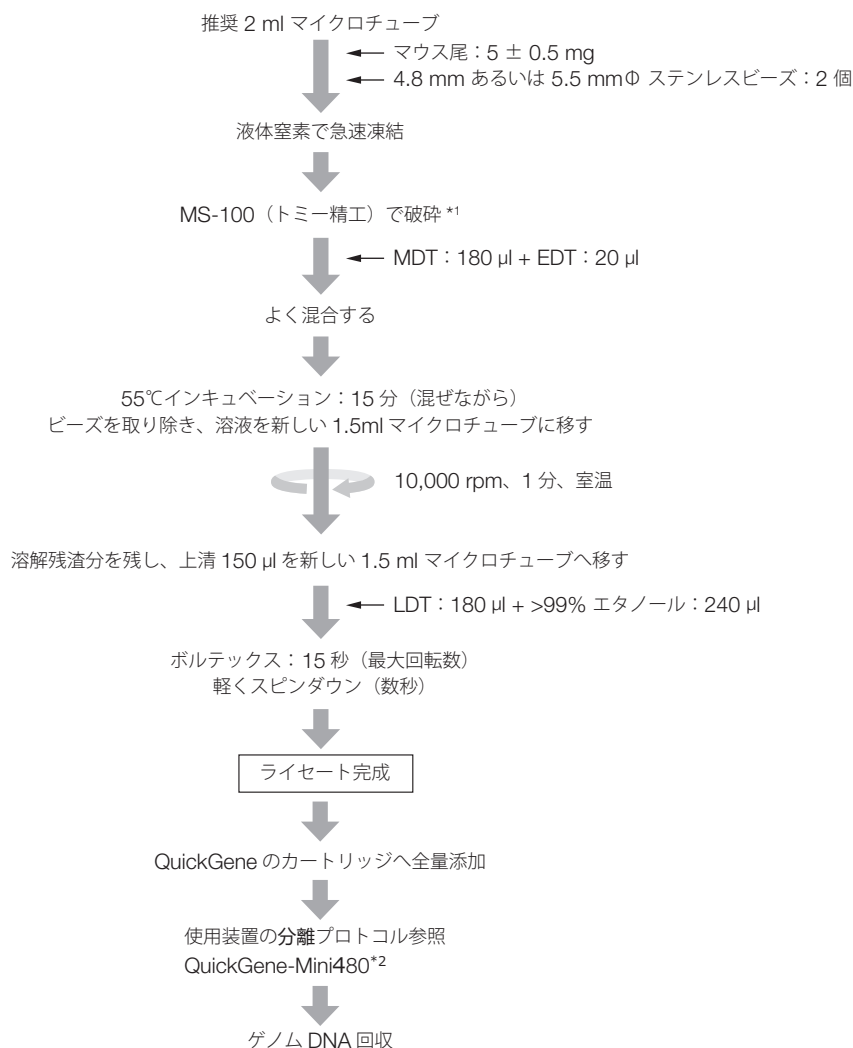 推奨 2 ml マイクロチューブ
マウス尾：5 ± 0.5 mg
4.8 mm あるいは 5.5 mmΦ ステンレスビーズ：2 個
液体窒素で急速凍結
MS-100（トミー精工）で破砕 *1
MDT：180 μl + EDT：20 μl
よく混合する
55℃インキュベーション：15 分（混ぜながら）
ビーズを取り除き、溶液を新しい 1.5ml マイクロチューブに移す
10,000 rpm、1 分、室温
溶解残渣分を残し、上清 150 μl を新しい 1.5 ml マイクロチューブへ移す
LDT：180 μl + >99% エタノール：240 μl
ボルテックス：15 秒（最大回転数）
軽くスピンダウン（数秒）
ライセート完成
QuickGene のカートリッジへ全量添加
使用装置の分離プロトコル参照
QuickGene-Mini480*2
ゲノム DNA 回収